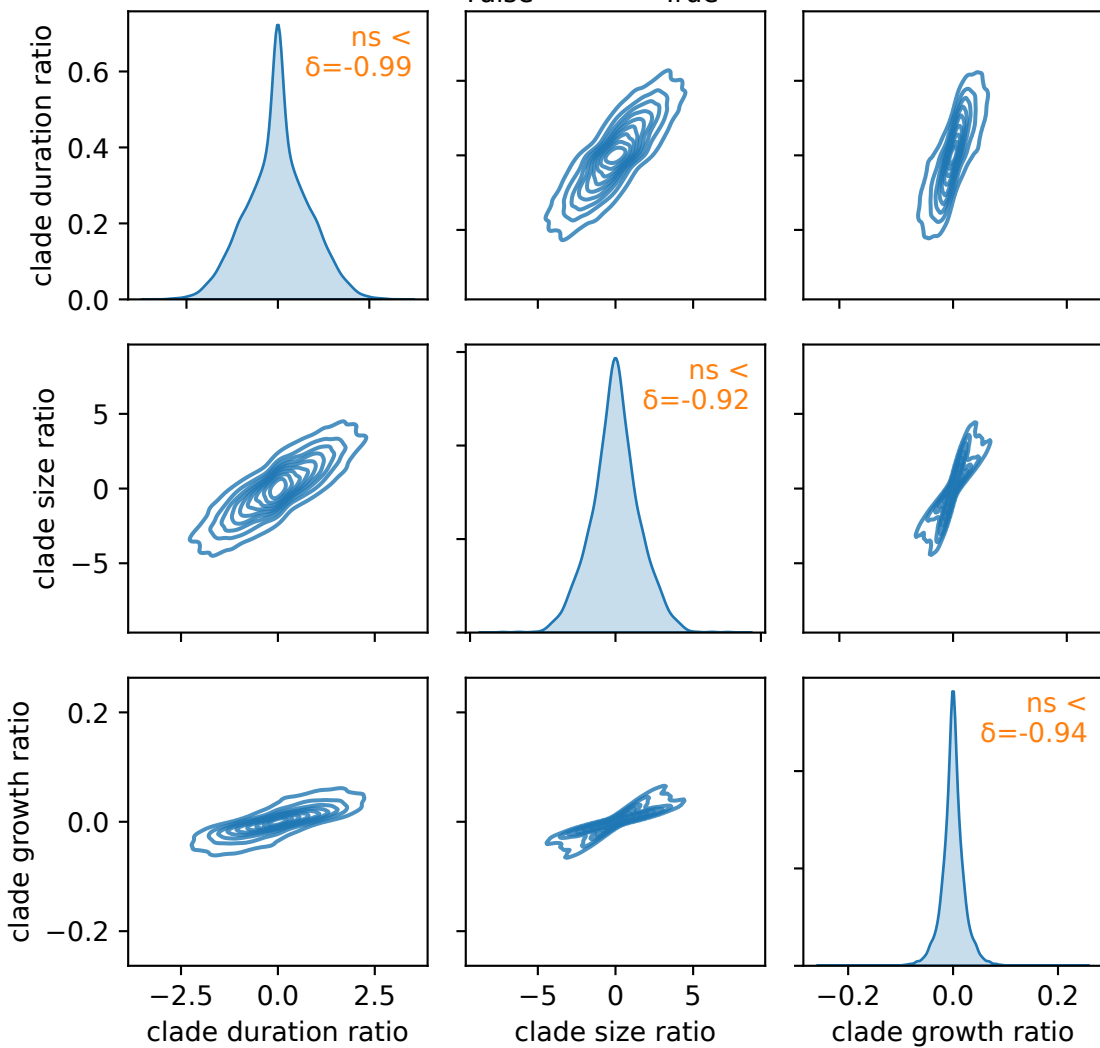 clade duration ratio
0.6
0.4
0.2
0.0
ns <
δ=-0.99
clade size ratio
5
0
−5
ns <
δ=-0.92
clade growth ratio
0.2
0.0
−0.2
ns <
δ=-0.94
−2.5 0.0 2.5
−5 0 5
−0.2 0.0 0.2
clade duration ratio
clade size ratio
clade growth ratio